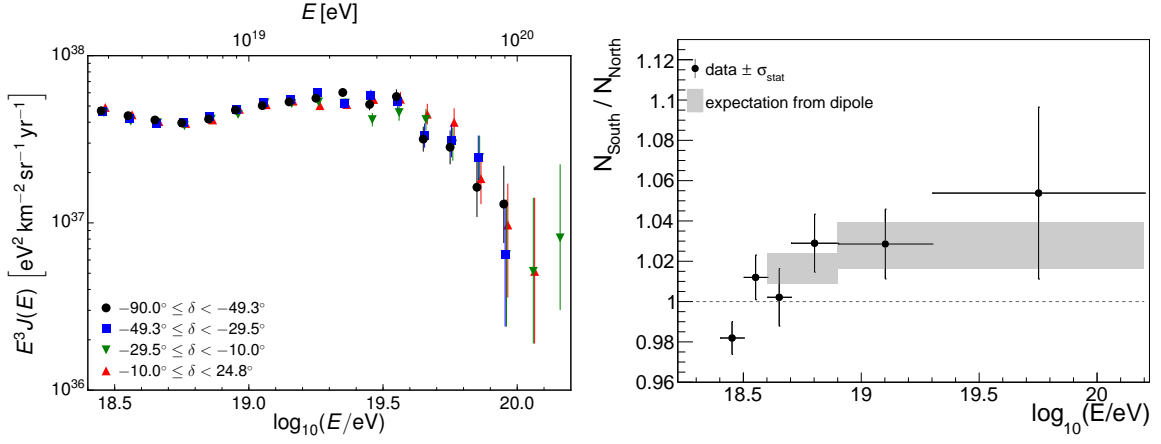 E [eV]
10^19
10^20
10^38
10^37
10^36
E^3 J(E) [eV^2 km^−2 sr^−1 yr^−1]
−90.0° ≤ δ < −49.3°
−49.3° ≤ δ < −29.5°
−29.5° ≤ δ < −10.0°
−10.0° ≤ δ < 24.8°
18.5
19.0
19.5
20.0
log_10(E/eV)
N_South / N_North
1.12
1.1
1.08
1.06
1.04
1.02
1
0.98
0.96
data ± σ_stat
expectation from dipole
18.5
19
19.5
20
log_10(E/eV)